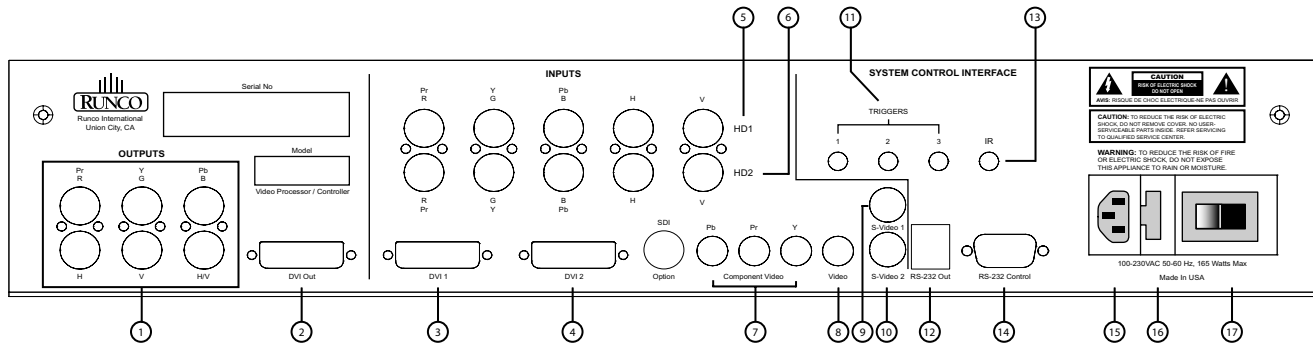 5
6
11
13
RUNCO
Runco International
Union City, CA
Serial No
Model
Video Processor / Controller
OUTPUTS
Pr
R
Y
G
Pb
B
H
V
H/V
DVI Out
INPUTS
Pr
R
Y
G
Pb
B
H
V
HD1
HD2
R
Pr
G
Y
B
Pb
H
V
DVI 1
DVI 2
SDI
Option
Pb
Pr
Y
Component Video
Video
S-Video 1
S-Video 2
SYSTEM CONTROL INTERFACE
TRIGGERS
1
2
3
IR
RS-232 Out
RS-232 Control
CAUTION
RISK OF ELECTRIC SHOCK
DO NOT OPEN
AVIS: RISQUE DE CHOC ELECTRIQUE-NE PAS OUVRIR
CAUTION: TO REDUCE THE RISK OF ELECTRIC
SHOCK, DO NOT REMOVE COVER. NO USER-
SERVICEABLE PARTS INSIDE. REFER SERVICING
TO QUALIFIED SERVICE CENTER.
WARNING: TO REDUCE THE RISK OF FIRE
OR ELECTRIC SHOCK, DO NOT EXPOSE
THIS APPLIANCE TO RAIN OR MOISTURE.
100-230VAC 50-60 Hz, 165 Watts Max
Made In USA
1
2
3
4
7
8
9
10
12
14
15
16
17